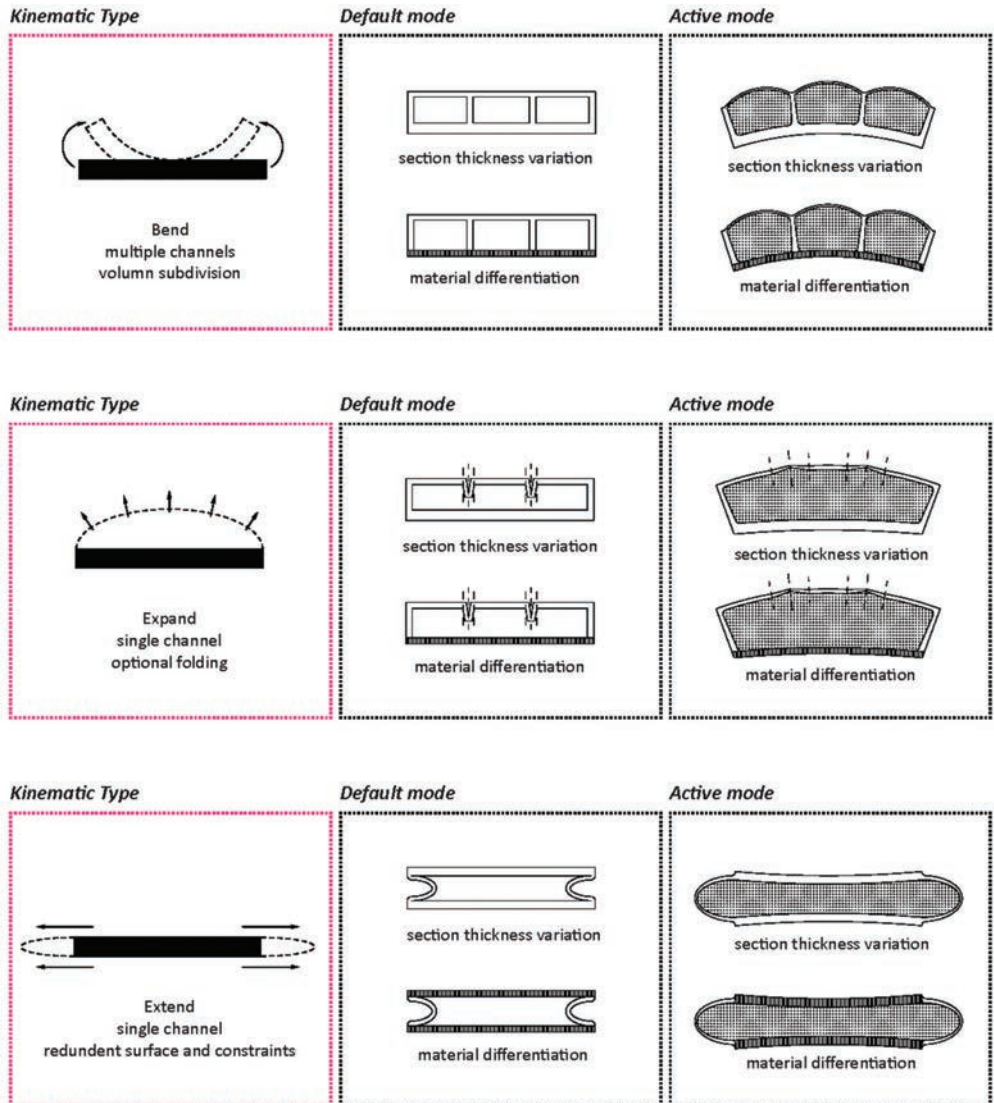 Kinematic Type
Default mode
Active mode
Bend
multiple channels
volumn subdivision
section thickness variation
material differentiation
section thickness variation
material differentiation
Kinematic Type
Default mode
Active mode
Expand
single channel
optional folding
section thickness variation
material differentiation
section thickness variation
material differentiation
Kinematic Type
Default mode
Active mode
Extend
single channel
redundent surface and constraints
section thickness variation
material differentiation
section thickness variation
material differentiation